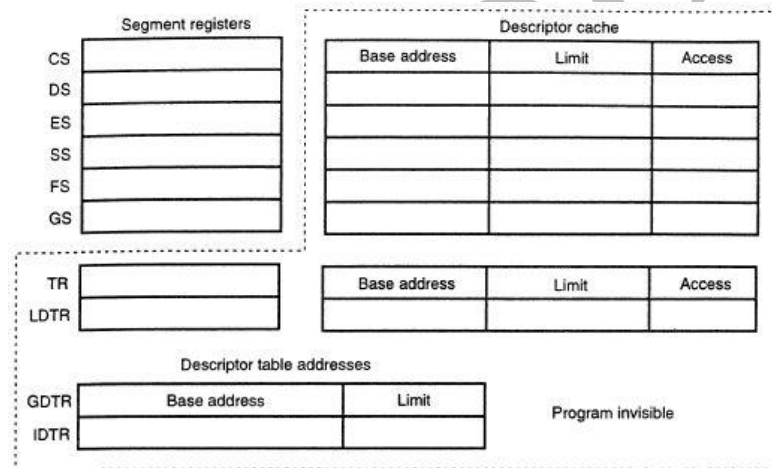 Segment registers
Descriptor cache
CS
Base address Limit Access
DS
ES
SS
FS
GS
TR
Base address Limit Access
LDTR
Descriptor table addresses
GDTR Base address Limit
Program invisible
IDTR